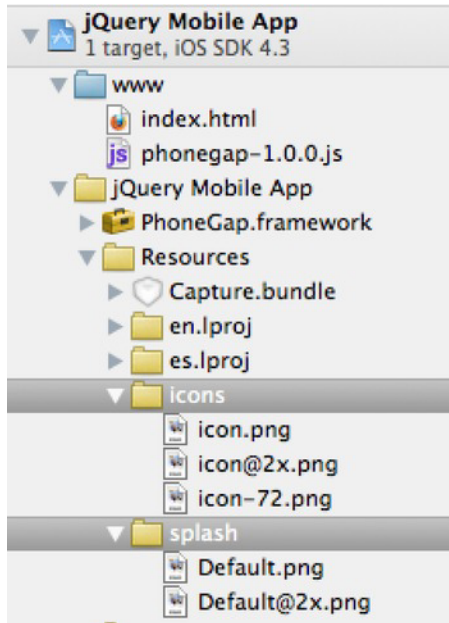 jQuery Mobile App
1 target, iOS SDK 4.3
www
index.html
js phonegap-1.0.0.js
jQuery Mobile App
PhoneGap.framework
Resources
Capture.bundle
en.lproj
es.lproj
icons
icon.png
icon@2x.png
icon-72.png
splash
Default.png
Default@2x.png